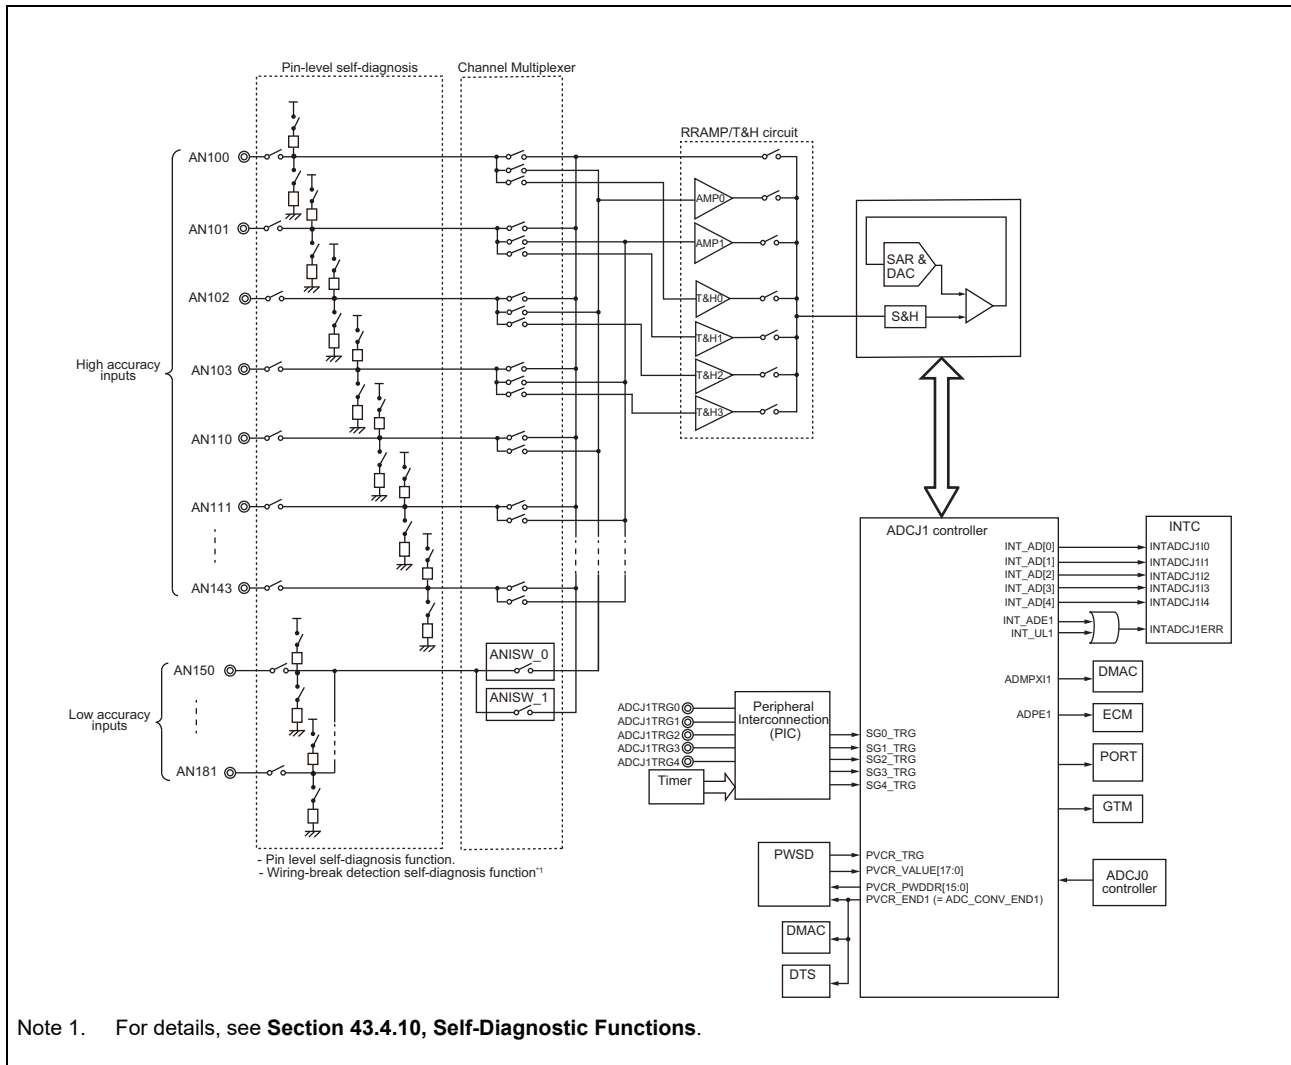 Pin-level self-diagnosis
Channel Multiplexer
RRAMP/T&H circuit
AN100
AN101
AN102
AN103
AN110
AN111
AN143
High accuracy
inputs
AN150
AN181
Low accuracy
inputs
ANISW_0
ANISW_1
- Pin level self-diagnosis function.
- Wiring-break detection self-diagnosis function*1
AMP0
AMP1
T&H0
T&H1
T&H2
T&H3
SAR &
DAC
S&H
ADCJ1 controller
INT_AD[0]
INT_AD[1]
INT_AD[2]
INT_AD[3]
INT_AD[4]
INT_ADE1
INT_UL1
ADMPXI1
ADPE1
INTC
INTADCJ1I0
INTADCJ1I1
INTADCJ1I2
INTADCJ1I3
INTADCJ1I4
INTADCJ1ERR
DMAC
ECM
PORT
GTM
ADCJ0
controller
ADCJ1TRG0
ADCJ1TRG1
ADCJ1TRG2
ADCJ1TRG3
ADCJ1TRG4
Timer
Peripheral
Interconnection
(PIC)
SG0_TRG
SG1_TRG
SG2_TRG
SG3_TRG
SG4_TRG
PWSD
PVCR_TRG
PVCR_VALUE[17:0]
PVCR_PWDDR[15:0]
PVCR_END1 (= ADC_CONV_END1)
DMAC
DTS
Note 1. For details, see Section 43.4.10, Self-Diagnostic Functions.